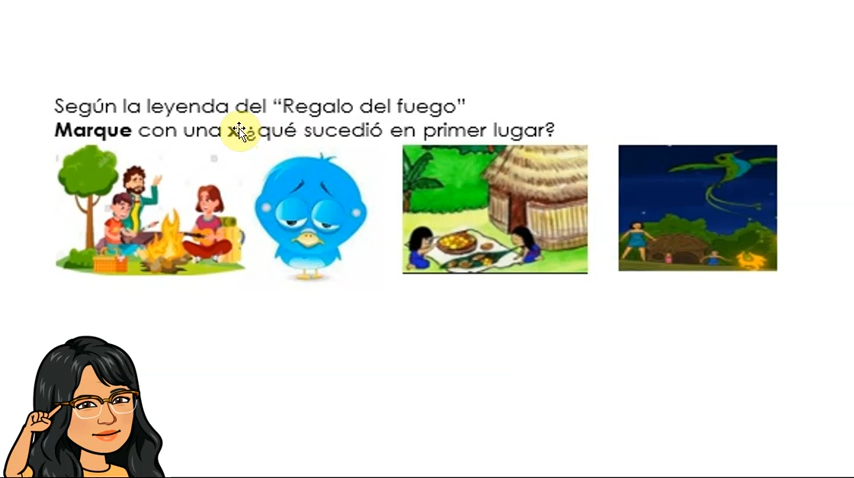 Según la leyenda del “Regalo del fuego”
Marque con una x ¿qué sucedió en primer lugar?